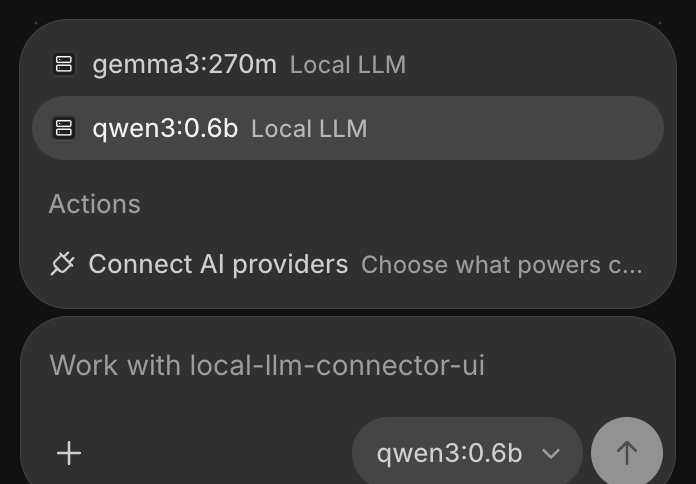 gemma3:270m Local LLM
qwen3:0.6b Local LLM
Actions
Connect AI providers Choose what powers c...
Work with local-llm-connector-ui
qwen3:0.6b